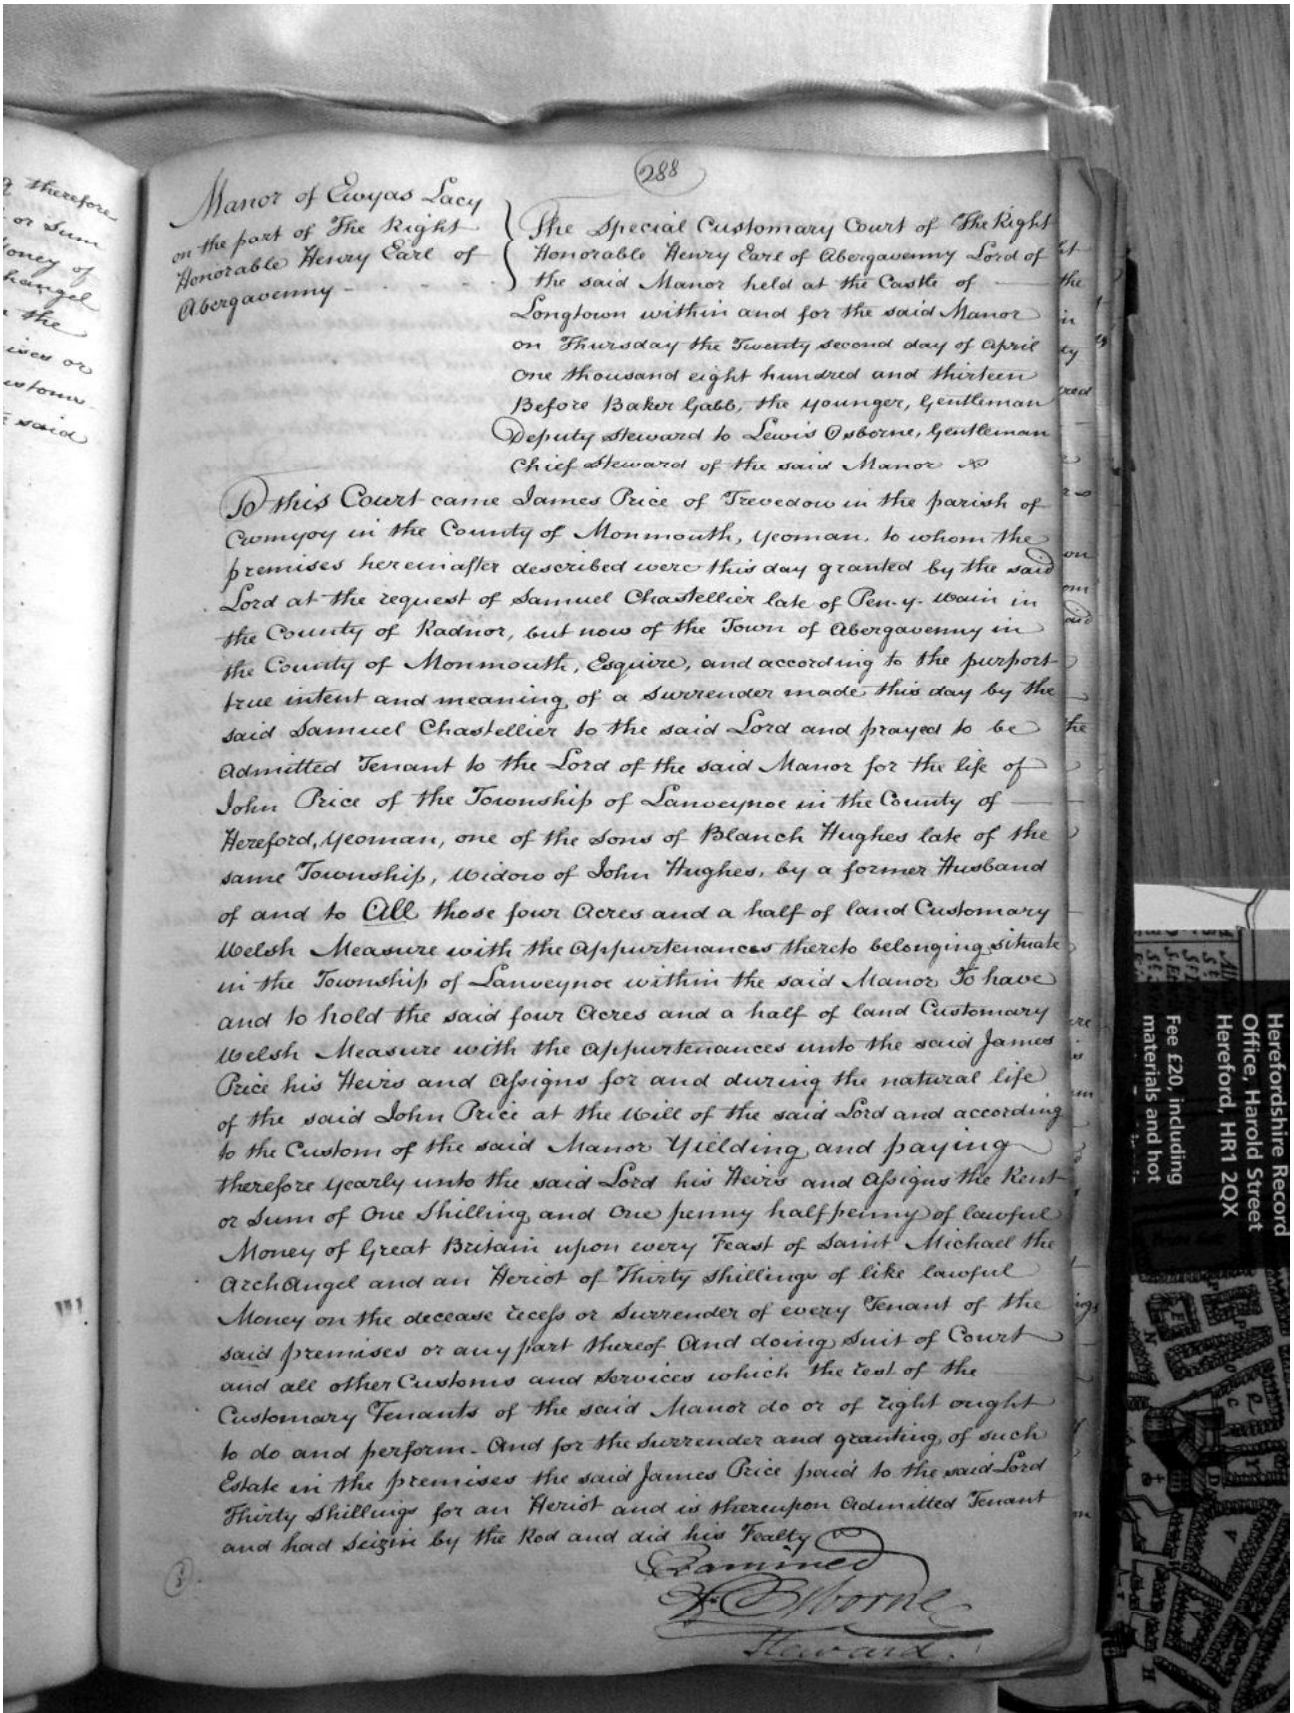 288
Manor of Ewyas Lacy
on the part of The Right
Honorable Henry Earl of
Abergavenny
The Special Customary Court of The Right
Honorable Henry Earl of Abergavenny Lord of
the said Manor held at the Castle of
Longtown within and for the said Manor
on Thursday the Twenty second day of April
One thousand eight hundred and thirteen
Before Baker Gabb, the younger, Gentleman
Deputy Steward to Lewis Osborne, Gentleman
Chief Steward of the said Manor
To this Court came James Price of Trevedow in the parish of
Cwmyoy in the County of Monmouth, Yeoman, to whom the
premises hereinafter described were this day granted by the said
Lord at the request of Samuel Chastellier late of Pen-y-wain in
the County of Radnor, but now of the Town of Abergavenny in
the County of Monmouth, Esquire, and according to the purport
true intent and meaning of a Surrender made this day by the
said Samuel Chastellier to the said Lord and prayed to be
Admitted Tenant to the Lord of the said Manor for the life of
John Price of the Township of Lanveynoe in the County of
Hereford, Yeoman, one of the Sons of Blanch Hughes late of the
same Township, Widow of John Hughes, by a former Husband
of and to All those four Acres and a half of land Customary
Welsh Measure with the Appurtenances thereto belonging situate
in the Township of Lanveynoe within the said Manor To have
and to hold the said four Acres and a half of land Customary
Welsh Measure with the Appurtenances unto the said James
Price his Heirs and Assigns for and during the natural life
of the said John Price at the Will of the said Lord and according
to the Custom of the said Manor Yielding and paying
therefore yearly unto the said Lord his Heirs and Assigns the Rent
or Sum of One Shilling and One penny halfpenny of lawful
Money of Great Britain upon every Feast of Saint Michael the
ArchAngel and an Heriot of Thirty Shillings of like lawful
Money on the decease recess or Surrender of every Tenant of the
said premises or any part thereof And doing Suit of Court
and all other Customs and Services which the rest of the
Customary Tenants of the said Manor do or of right ought
to do and perform - And for the Surrender and granting of such
Estate in the premises the said James Price paid to the said Lord
Thirty Shillings for an Heriot and is thereupon Admitted Tenant
and had Seizin by the Rod and did his Fealty
Examined
Osborne
Steward.
therefore
or Sum
Money of
the
ises or
said
Herefordshire Record
Office, Harold Street
Hereford, HR1 2QX
Fee £20, including
materials and hot